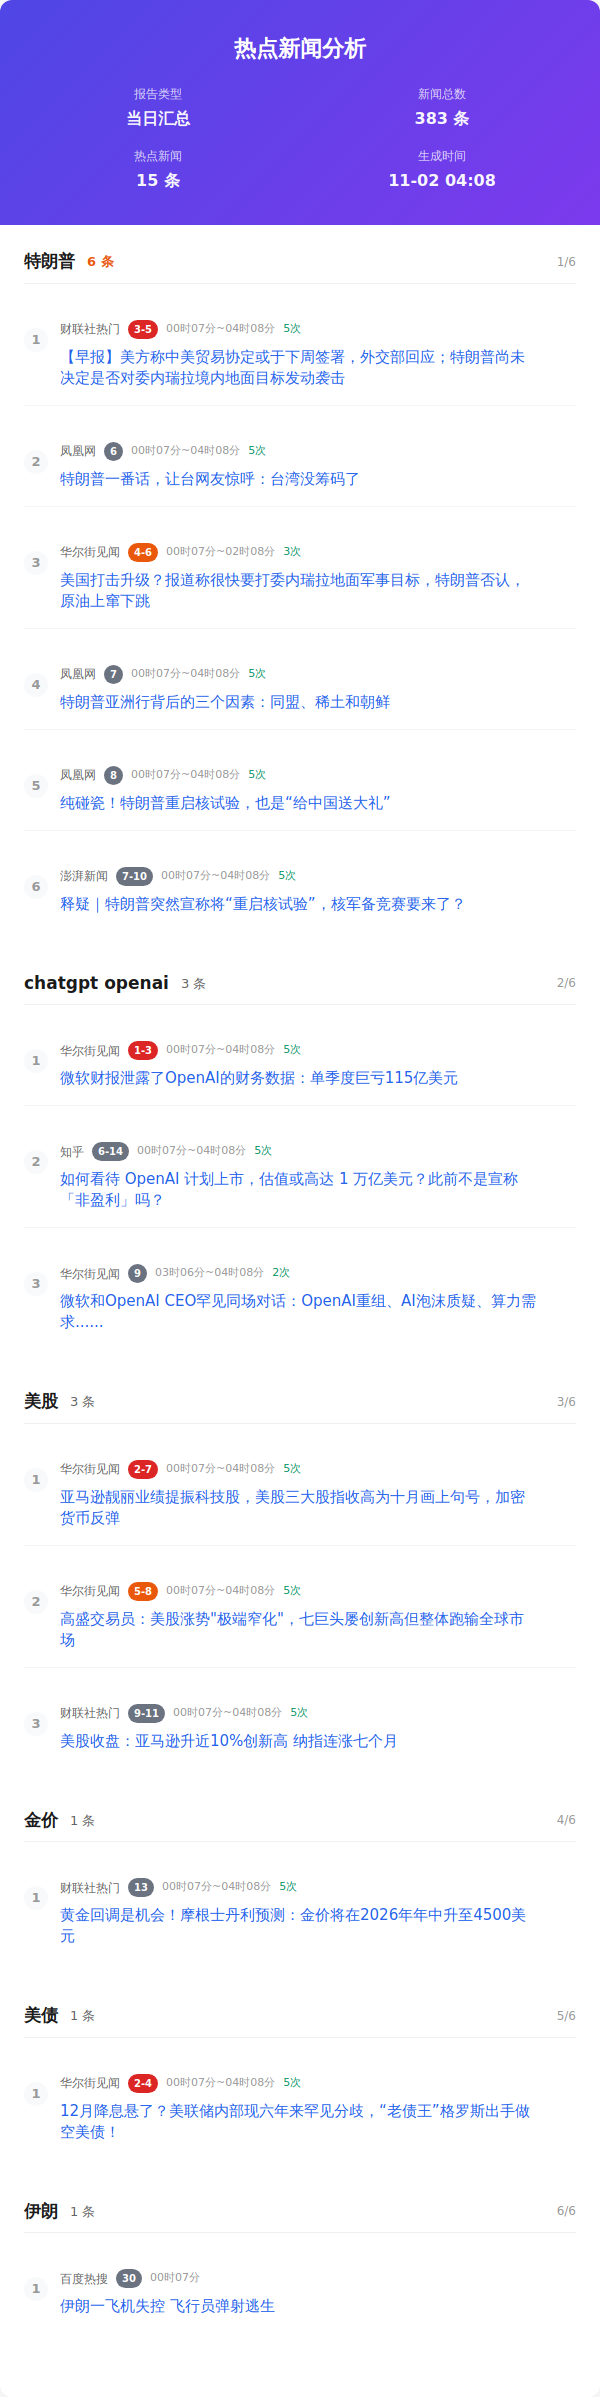 热点新闻分析
报告类型
当日汇总
新闻总数
383 条
热点新闻
15 条
生成时间
11-02 04:08
特朗普 6 条 1/6
1 财联社热门 3-5 00时07分~04时08分 5次
【早报】美方称中美贸易协定或于下周签署，外交部回应；特朗普尚未
决定是否对委内瑞拉境内地面目标发动袭击
2 凤凰网 6 00时07分~04时08分 5次
特朗普一番话，让台网友惊呼：台湾没筹码了
3 华尔街见闻 4-6 00时07分~02时08分 3次
美国打击升级？报道称很快要打委内瑞拉地面军事目标，特朗普否认，
原油上窜下跳
4 凤凰网 7 00时07分~04时08分 5次
特朗普亚洲行背后的三个因素：同盟、稀土和朝鲜
5 凤凰网 8 00时07分~04时08分 5次
纯碰瓷！特朗普重启核试验，也是“给中国送大礼”
6 澎湃新闻 7-10 00时07分~04时08分 5次
释疑｜特朗普突然宣称将“重启核试验”，核军备竞赛要来了？
chatgpt openai 3 条 2/6
1 华尔街见闻 1-3 00时07分~04时08分 5次
微软财报泄露了OpenAI的财务数据：单季度巨亏115亿美元
2 知乎 6-14 00时07分~04时08分 5次
如何看待 OpenAI 计划上市，估值或高达 1 万亿美元？此前不是宣称
「非盈利」吗？
3 华尔街见闻 9 03时06分~04时08分 2次
微软和OpenAI CEO罕见同场对话：OpenAI重组、AI泡沫质疑、算力需
求......
美股 3 条 3/6
1 华尔街见闻 2-7 00时07分~04时08分 5次
亚马逊靓丽业绩提振科技股，美股三大股指收高为十月画上句号，加密
货币反弹
2 华尔街见闻 5-8 00时07分~04时08分 5次
高盛交易员：美股涨势"极端窄化"，七巨头屡创新高但整体跑输全球市
场
3 财联社热门 9-11 00时07分~04时08分 5次
美股收盘：亚马逊升近10%创新高 纳指连涨七个月
金价 1 条 4/6
1 财联社热门 13 00时07分~04时08分 5次
黄金回调是机会！摩根士丹利预测：金价将在2026年年中升至4500美
元
美债 1 条 5/6
1 华尔街见闻 2-4 00时07分~04时08分 5次
12月降息悬了？美联储内部现六年来罕见分歧，“老债王”格罗斯出手做
空美债！
伊朗 1 条 6/6
1 百度热搜 30 00时07分
伊朗一飞机失控 飞行员弹射逃生